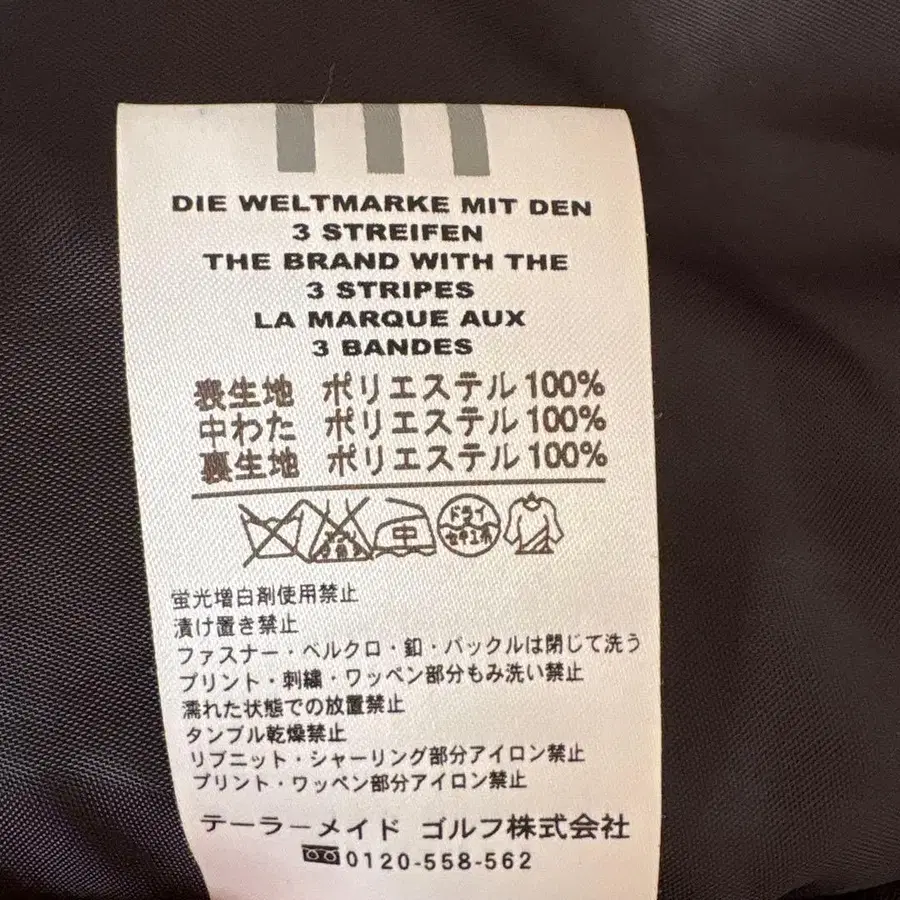 DIE WELTMARKE MIT DEN
3 STREIFEN
THE BRAND WITH THE
3 STRIPES
LA MARQUE AUX
3 BANDES
表生地 ポリエステル 100%
中わた ポリエステル 100%
裏生地 ポリエステル 100%
中 ドライ セキユ系
蛍光増白剤使用禁止
漬け置き禁止
ファスナー・ベルクロ・釦・バックルは閉じて洗う
プリント・刺繍・ワッペン部分もみ洗い禁止
濡れた状態での放置禁止
タンブル乾燥禁止
リブニット・シャーリング部分アイロン禁止
プリント・ワッペン部分アイロン禁止
テーラーメイド ゴルフ株式会社
0120-558-562